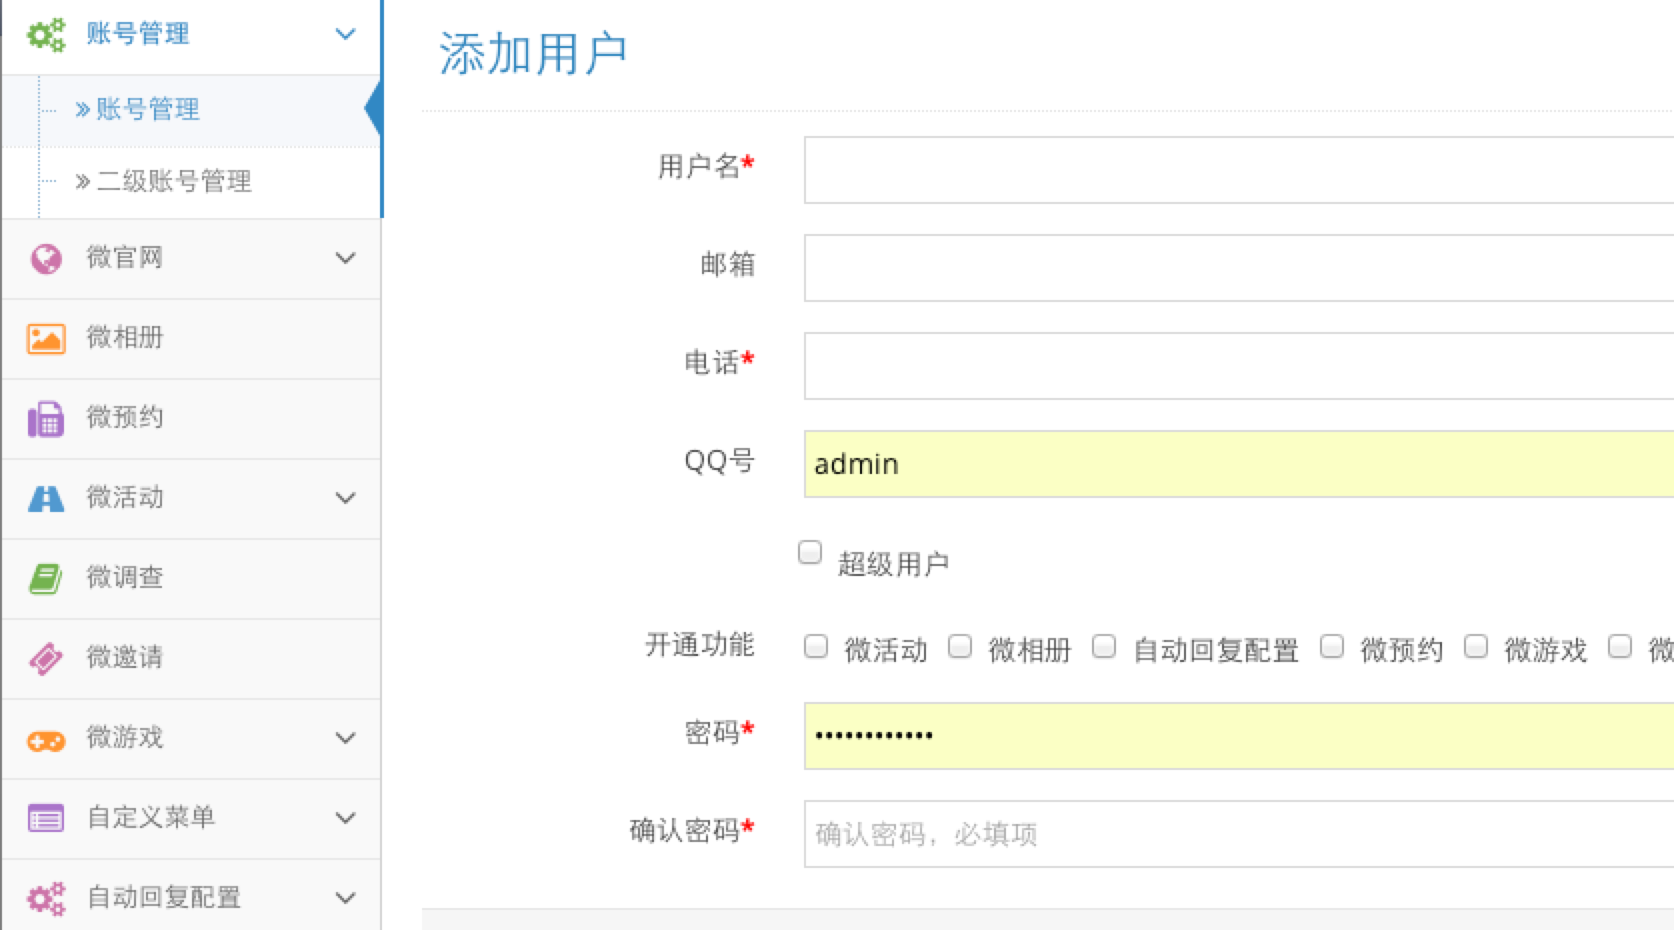 账号管理
账号管理
二级账号管理
微官网
微相册
微预约
微活动
微调查
微邀请
微游戏
自定义菜单
自动回复配置
添加用户
用户名*
邮箱
电话*
QQ号 admin
超级用户
开通功能 微活动 微相册 自动回复配置 微预约 微游戏 微
密码* ••••••••••••
确认密码* 确认密码，必填项